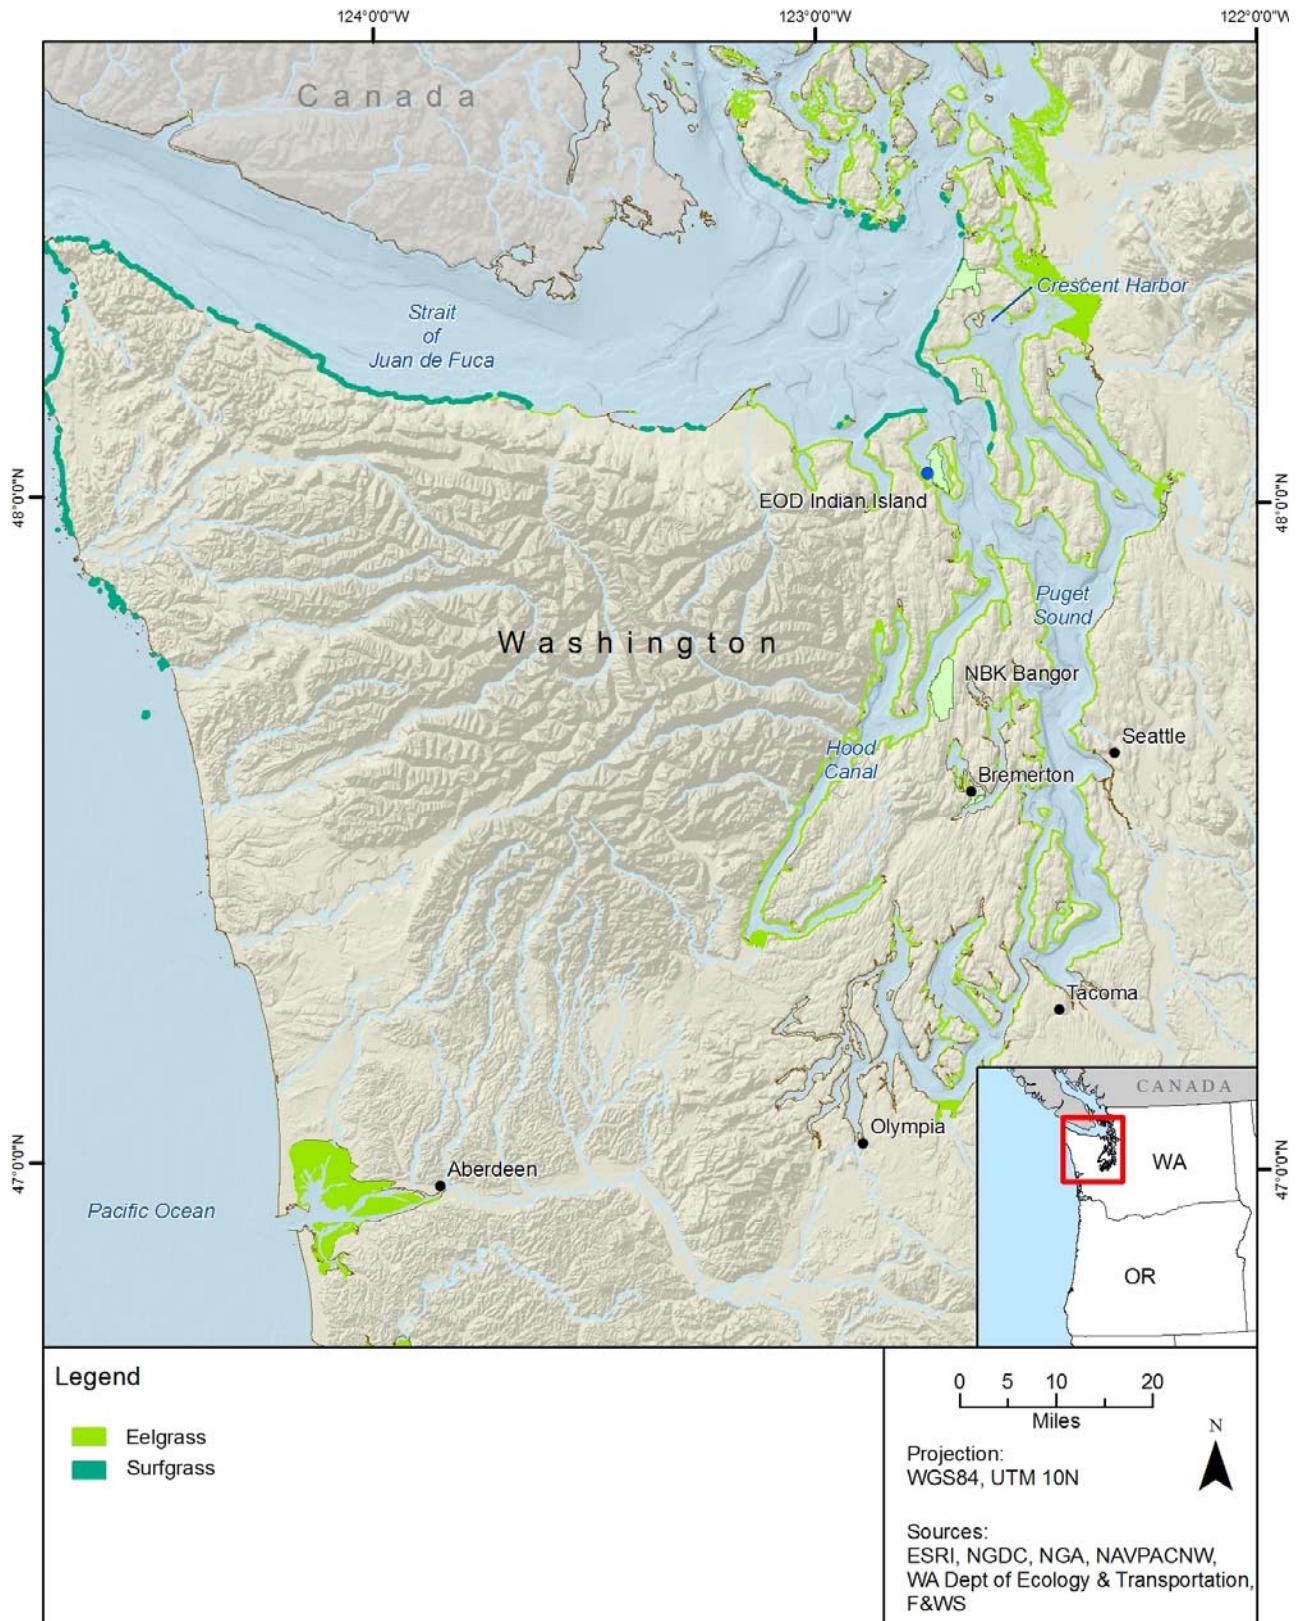 124°0'0"W
123°0'0"W
122°0'0"W
Canada
Crescent Harbor
Strait
of
Juan de Fuca
48°0'0"N
48°0'0"N
EOD Indian Island
Puget
Sound
Washington
NBK Bangor
Seattle
Hood
Canal
Bremerton
Tacoma
Olympia
Aberdeen
47°0'0"N
47°0'0"N
Pacific Ocean
CANADA
WA
OR
Legend
Eelgrass
Surfgrass
0 5 10 20
Miles
N
Projection:
WGS84, UTM 10N
Sources:
ESRI, NGDC, NGA, NAVPACNW,
WA Dept of Ecology & Transportation,
F&WS